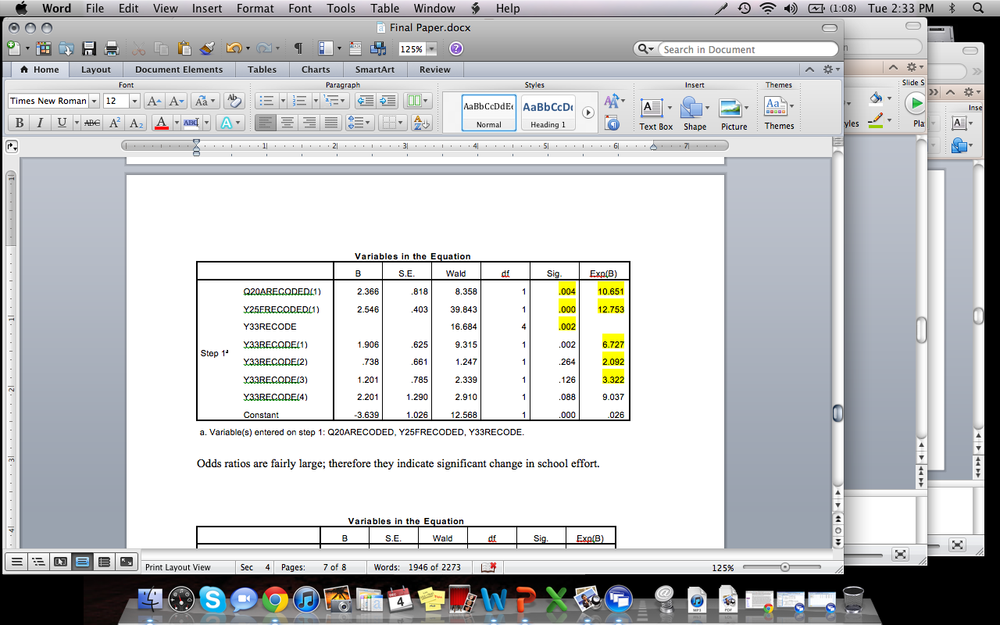 Word File Edit View Insert Format Font Tools Table Window Help (1:08) Tue 2:33 PM
Final Paper.docx
125% Search in Document
Home Layout Document Elements Tables Charts SmartArt Review
Font Paragraph Styles Insert Themes Slide S
Times New Roman 12 AaBbCcDdEe AaBbCcDc Inse
Normal Heading 1 Text Box Shape Picture Themes yles Pla
Variables in the Equation
B S.E. Wald df Sig. Exp(B)
Step 1a
Q20ARECODED(1) 2.366 .818 8.358 1 .004 10.651
Y25FRECODED(1) 2.546 .403 39.843 1 .000 12.753
Y33RECODE 16.684 4 .002
Y33RECODE(1) 1.906 .625 9.315 1 .002 6.727
Y33RECODE(2) .738 .661 1.247 1 .264 2.092
Y33RECODE(3) 1.201 .785 2.339 1 .126 3.322
Y33RECODE(4) 2.201 1.290 2.910 1 .088 9.037
Constant -3.639 1.026 12.568 1 .000 .026
a. Variable(s) entered on step 1: Q20ARECODED, Y25FRECODED, Y33RECODE.
Odds ratios are fairly large; therefore they indicate significant change in school effort.
Variables in the Equation
B S.E. Wald df Sig. Exp(B)
Print Layout View Sec 4 Pages: 7 of 8 Words: 1946 of 2273 125%
DEC
4
MP3
PDF